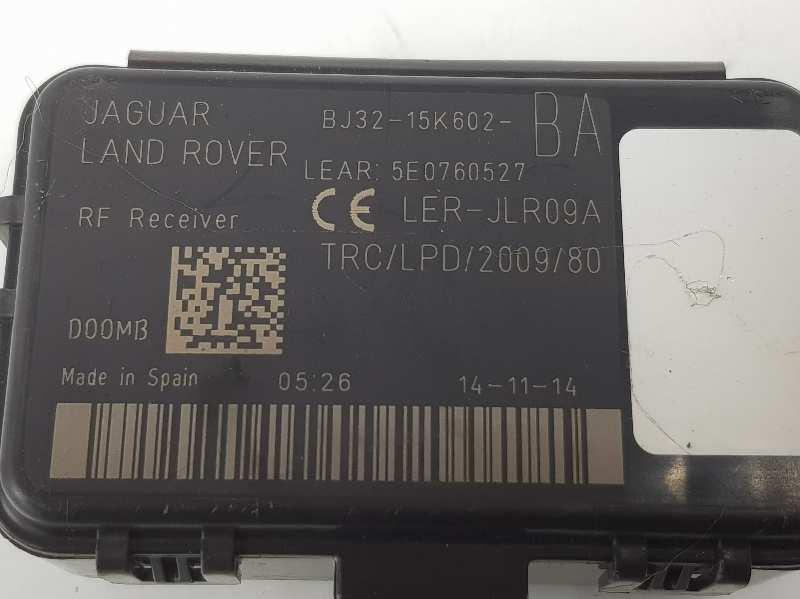 JAGUAR
LAND ROVER
BJ32-15K602-BA
LEAR: 5E0760527
RF Receiver
CE LER-JLR09A
TRC/LPD/2009/80
D00MB
Made in Spain
05:26
14-11-14